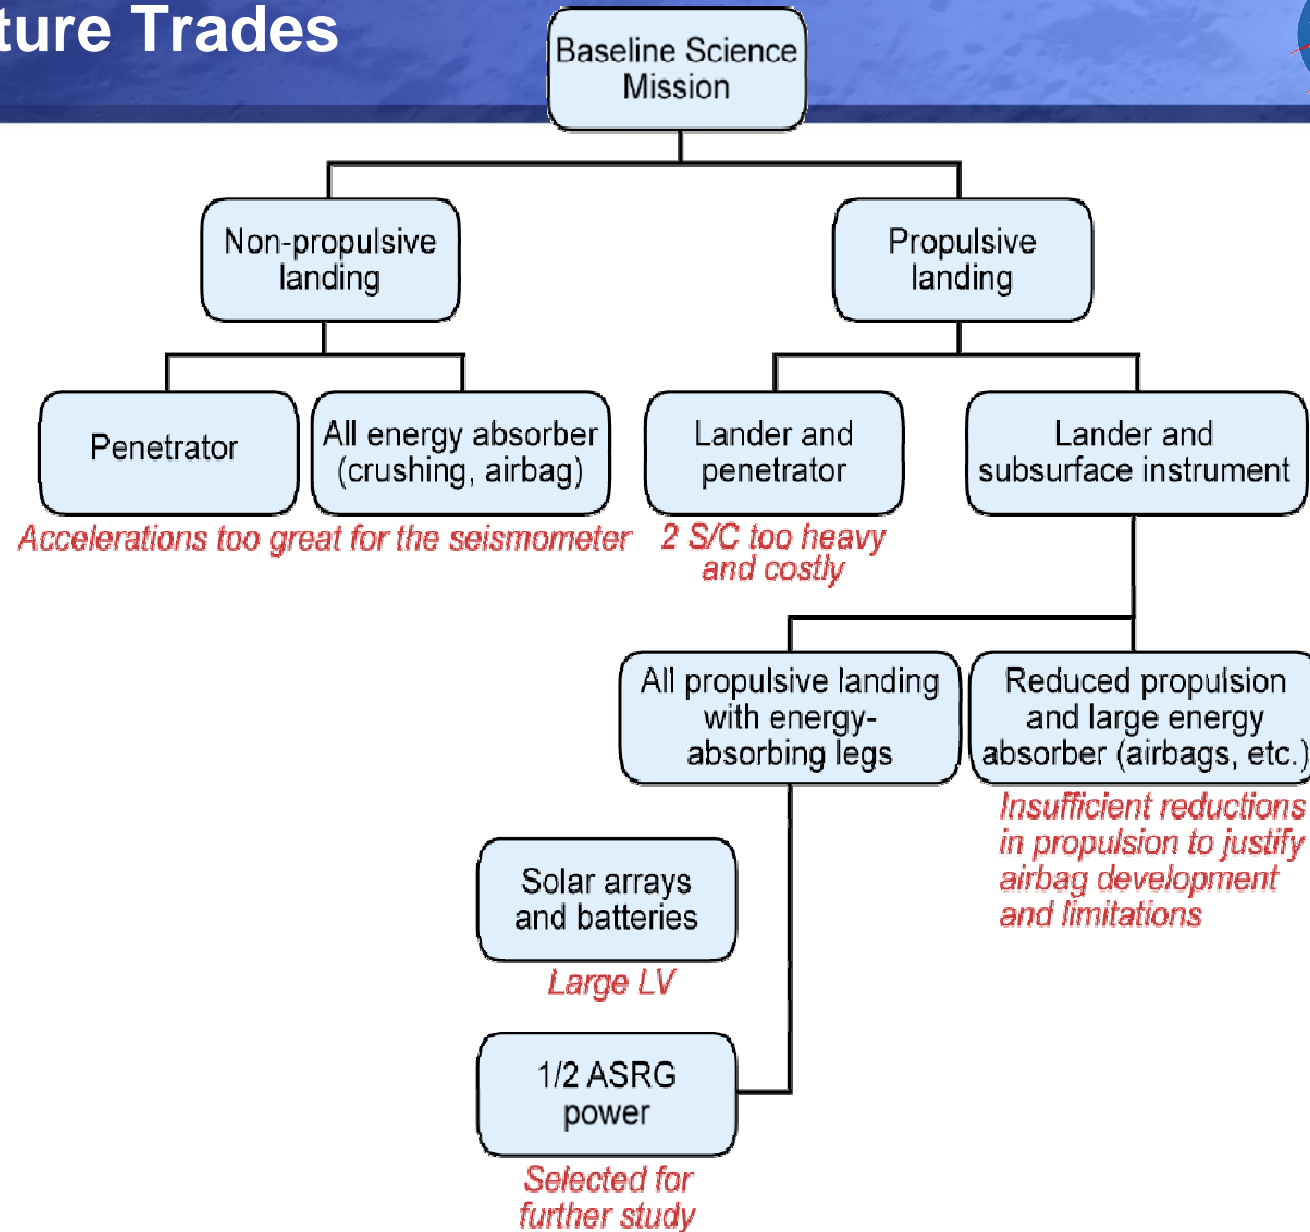 ture Trades
Baseline Science
Mission
Non-propulsive
landing
Propulsive
landing
Penetrator
All energy absorber
(crushing, airbag)
Lander and
penetrator
Lander and
subsurface instrument
Accelerations too great for the seismometer
2 S/C too heavy
and costly
All propulsive landing
with energy-
absorbing legs
Reduced propulsion
and large energy
absorber (airbags, etc.)
Insufficient reductions
in propulsion to justify
airbag development
and limitations
Solar arrays
and batteries
Large LV
1/2 ASRG
power
Selected for
further study